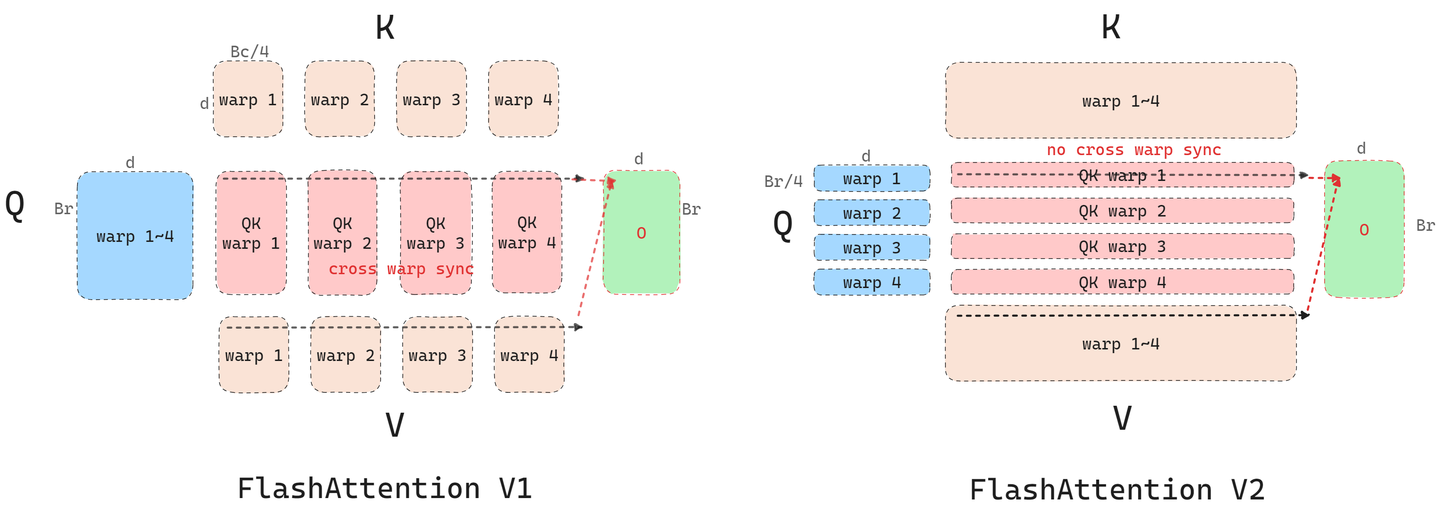 K
Bc/4
d
warp 1
warp 2
warp 3
warp 4
d
Q
Br
warp 1~4
QK
warp 1
QK
warp 2
QK
warp 3
QK
warp 4
cross warp sync
d
O
Br
warp 1
warp 2
warp 3
warp 4
V
FlashAttention V1
K
warp 1~4
no cross warp sync
d
Br/4
Q
warp 1
warp 2
warp 3
warp 4
QK warp 1
QK warp 2
QK warp 3
QK warp 4
d
O
Br
warp 1~4
V
FlashAttention V2